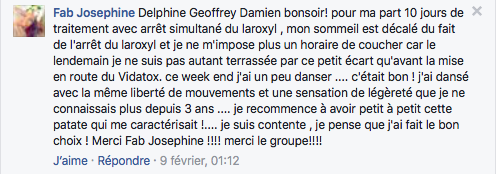 Fab Josephine Delphine Geoffrey Damien bonsoir! pour ma part 10 jours de
traitement avec arrêt simultané du laroxyl , mon sommeil est décalé du fait
de l'arrêt du laroxyl et je ne m'impose plus un horaire de coucher car le
lendemain je ne suis pas autant terrassée par ce petit écart qu'avant la mise
en route du Vidatox. ce week end j'ai un peu danser .... c'était bon ! j'ai dansé
avec la même liberté de mouvements et une sensation de légèreté que je ne
connaissais plus depuis 3 ans .... je recommence à avoir petit à petit cette
patate qui me caractérisait !.... je suis contente , je pense que j'ai fait le bon
choix ! Merci Fab Josephine !!!! merci le groupe!!!!
J'aime · Répondre · 9 février, 01:12